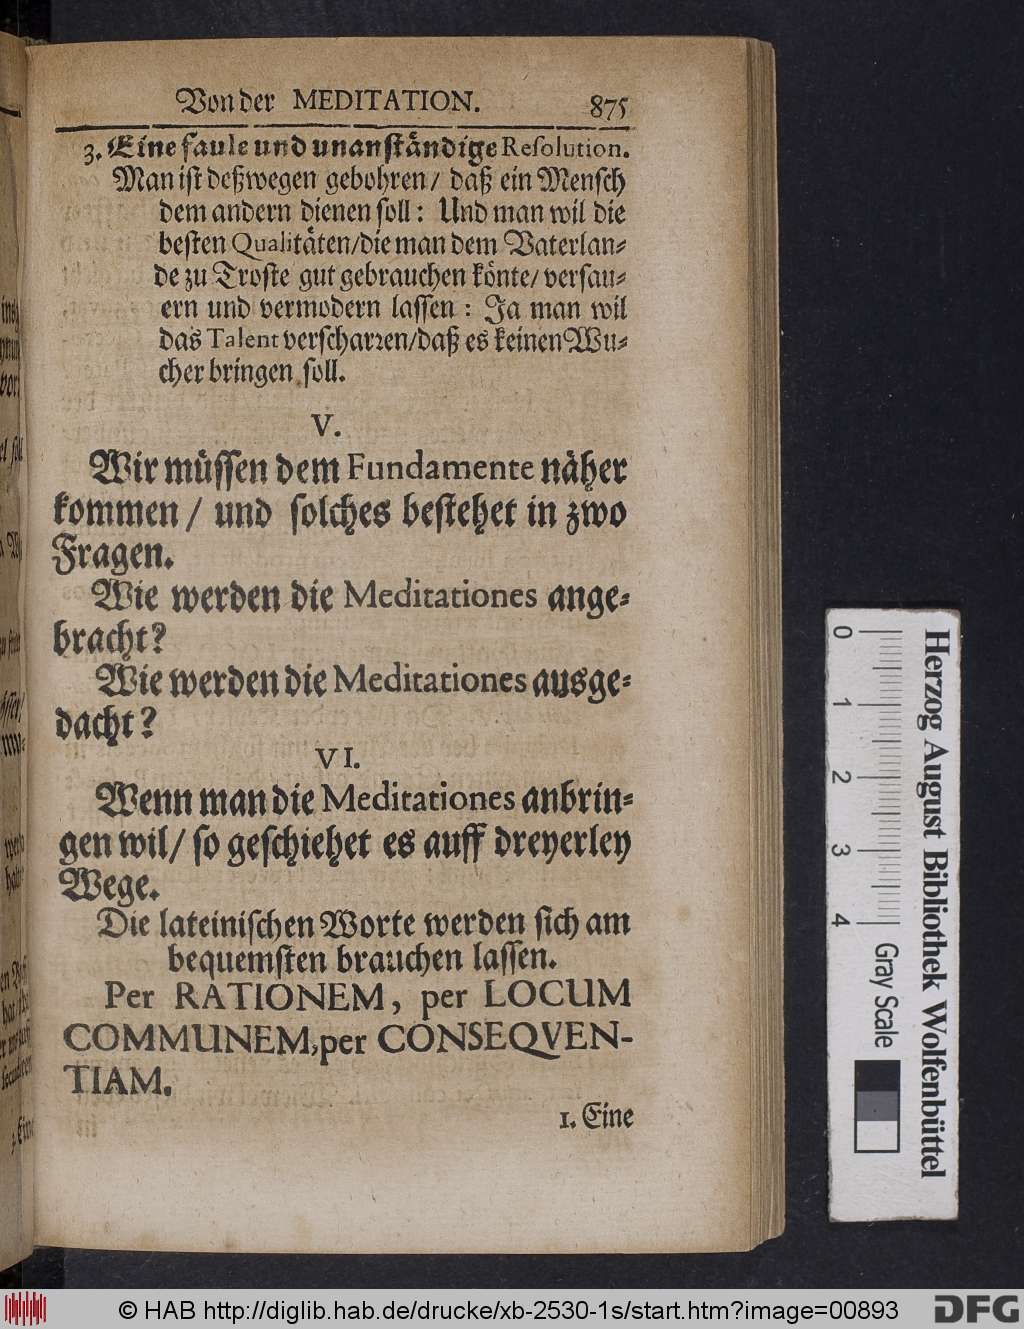 Von der MEDITATION. 875
3. Eine faule und unanständige Resolution.
Man ist deßwegen gebohren / daß ein Mensch
dem andern dienen soll : Und man wil die
besten Qualitäten/die man dem Vaterlan⸗
de zu Troste gut gebrauchen könte / versau⸗
ern und vermodern lassen : Ja man wil
das Talent verscharren/daß es keinen Wu⸗
cher bringen soll.
V.
Wir müssen dem Fundamente näher
kommen / und solches bestehet in zwo
Fragen.
Wie werden die Meditationes ange⸗
bracht?
Wie werden die Meditationes ausge⸗
dacht?
VI.
Wenn man die Meditationes anbrin⸗
gen wil / so geschiehet es auff dreyerley
Wege.
Die lateinischen Worte werden sich am
bequemsten brauchen lassen.
Per RATIONEM, per LOCUM
COMMUNEM, per CONSEQVEN-
TIAM.
1. Eine
Herzog August Bibliothek Wolfenbüttel
0 1 2 3 4 Gray Scale
© HAB http://diglib.hab.de/drucke/xb-2530-1s/start.htm?image=00893
DFG